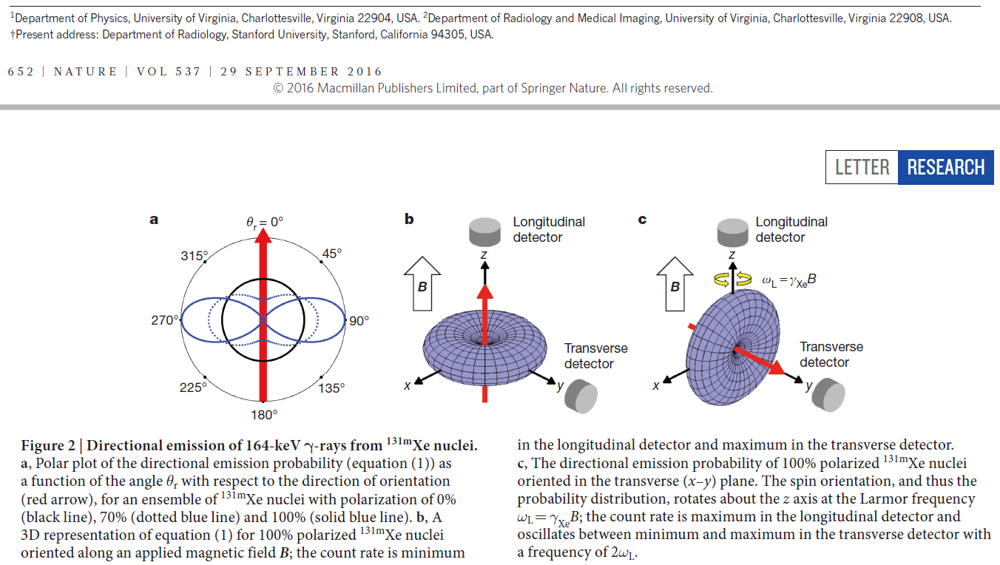 ¹Department of Physics, University of Virginia, Charlottesville, Virginia 22904, USA. ²Department of Radiology and Medical Imaging, University of Virginia, Charlottesville, Virginia 22908, USA.
†Present address: Department of Radiology, Stanford University, Stanford, California 94305, USA.
652 | NATURE | VOL 537 | 29 SEPTEMBER 2016
© 2016 Macmillan Publishers Limited, part of Springer Nature. All rights reserved.
LETTER RESEARCH
a
θr = 0°
45°
90°
135°
180°
225°
270°
315°
b
Longitudinal
detector
z
B
Transverse
detector
x
y
c
Longitudinal
detector
z
ωL = γXeB
B
Transverse
detector
x
y
Figure 2 | Directional emission of 164-keV γ-rays from ¹³¹ᵐXe nuclei.
a, Polar plot of the directional emission probability (equation (1)) as
a function of the angle θr with respect to the direction of orientation
(red arrow), for an ensemble of ¹³¹ᵐXe nuclei with polarization of 0%
(black line), 70% (dotted blue line) and 100% (solid blue line). b, A
3D representation of equation (1) for 100% polarized ¹³¹ᵐXe nuclei
oriented along an applied magnetic field B; the count rate is minimum
in the longitudinal detector and maximum in the transverse detector.
c, The directional emission probability of 100% polarized ¹³¹ᵐXe nuclei
oriented in the transverse (x–y) plane. The spin orientation, and thus the
probability distribution, rotates about the z axis at the Larmor frequency
ωL = γXeB; the count rate is maximum in the longitudinal detector and
oscillates between minimum and maximum in the transverse detector with
a frequency of 2ωL.